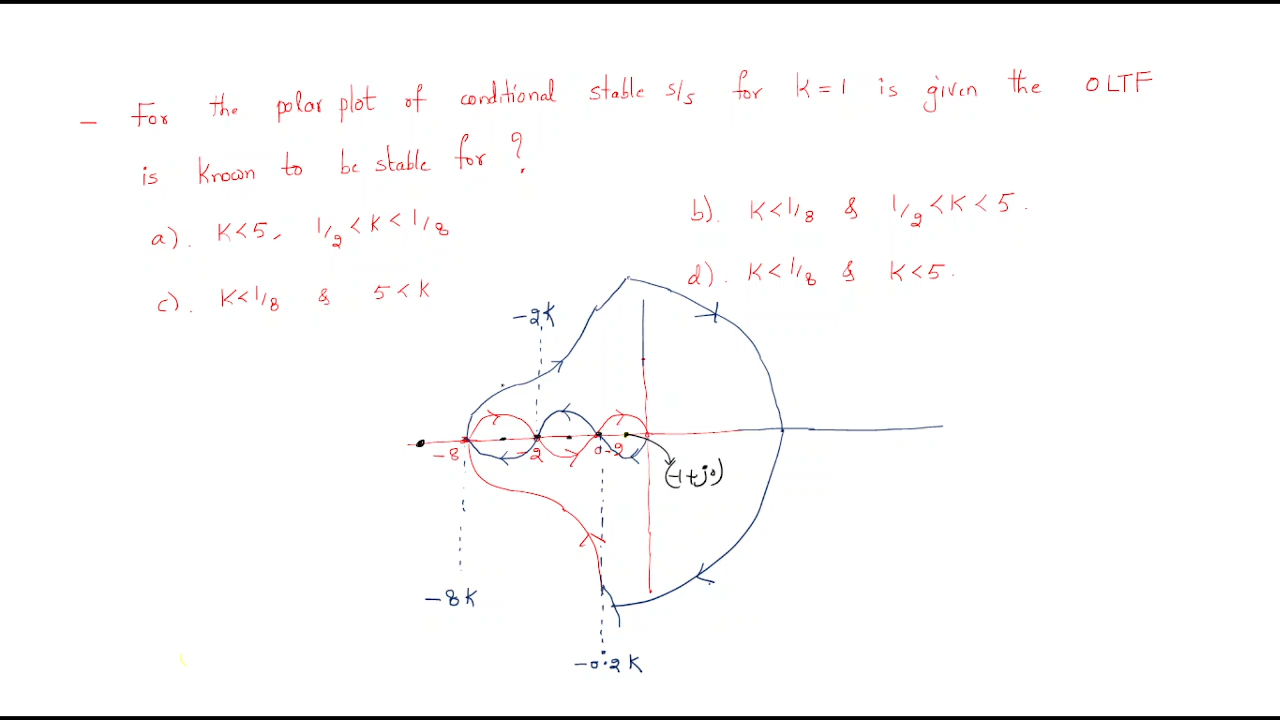 – For the polar plot of conditional stable s/s for k = 1 is given the OLTF
is known to be stable for ?
a). K < 5, 1/2 < K < 1/8
b). K < 1/8 & 1/2 < K < 5.
c). K < 1/8 & 5 < K
d). K < 1/8 & K < 5.
-2K
-8
-2
0.2
(-1+j0)
-8K
-0.2K